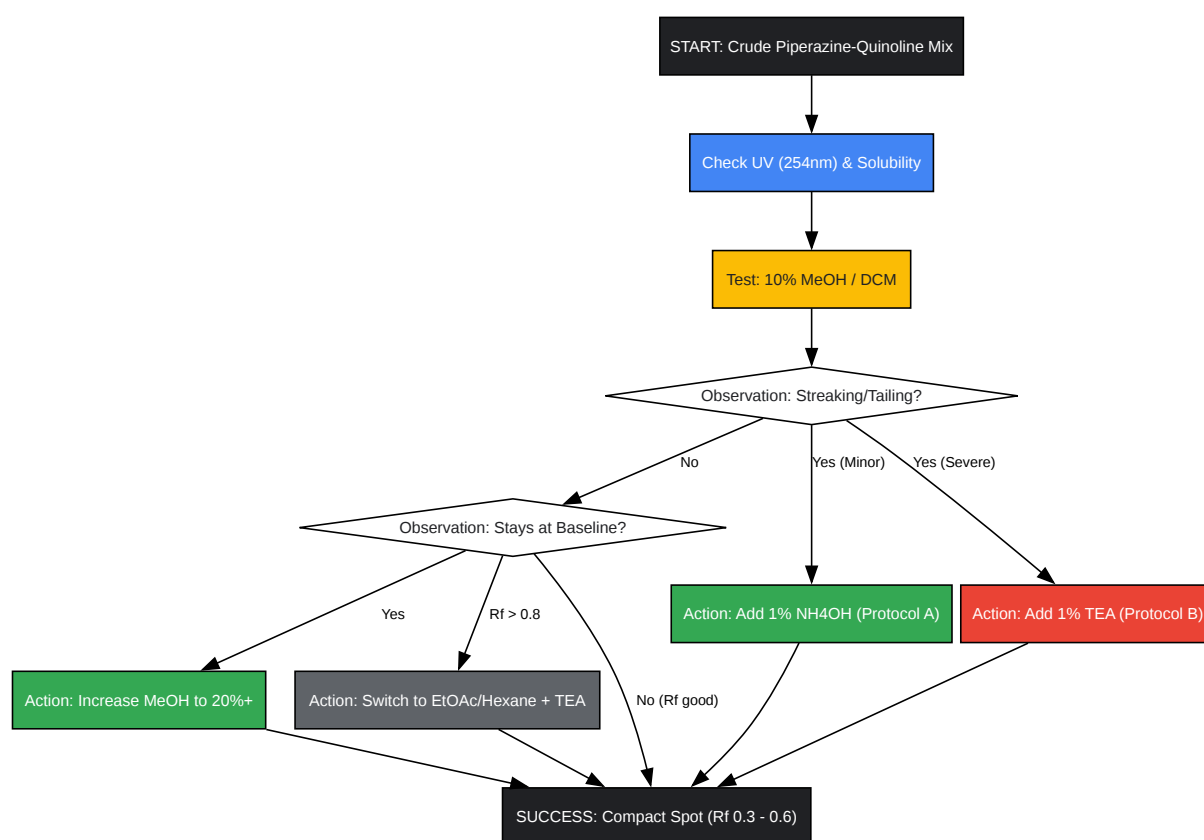 START: Crude Piperazine-Quinoline Mix
Check UV (254nm) & Solubility
Test: 10% MeOH / DCM
Observation: Streaking/Tailing?
No
Yes (Minor)
Yes (Severe)
Observation: Stays at Baseline?
Yes
Rf > 0.8
No (Rf good)
Action: Add 1% NH4OH (Protocol A)
Action: Add 1% TEA (Protocol B)
Action: Increase MeOH to 20%+
Action: Switch to EtOAc/Hexane + TEA
SUCCESS: Compact Spot (Rf 0.3 - 0.6)